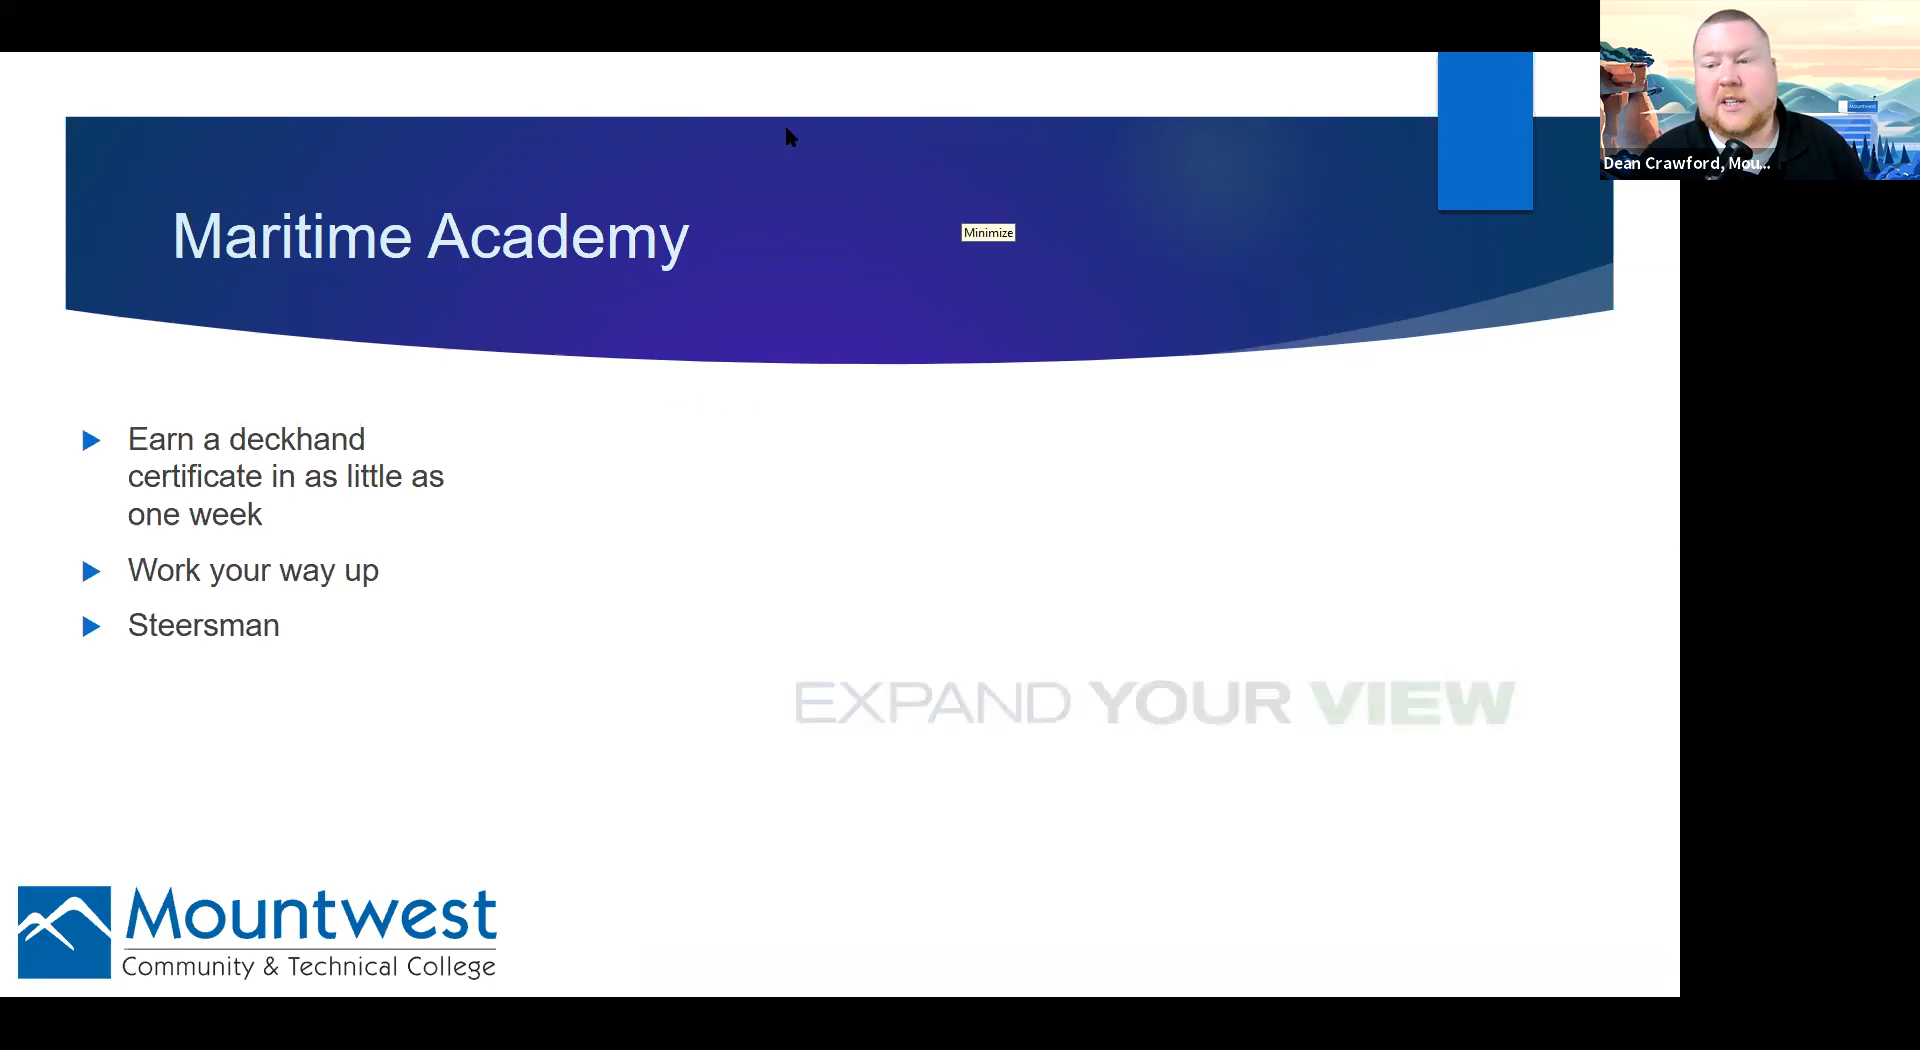 Maritime Academy
Minimize
Dean Crawford, Mou...
Mountwest
Earn a deckhand
certificate in as little as
one week
Work your way up
Steersman
EXPAND YOUR VIEW
Mountwest
Community & Technical College